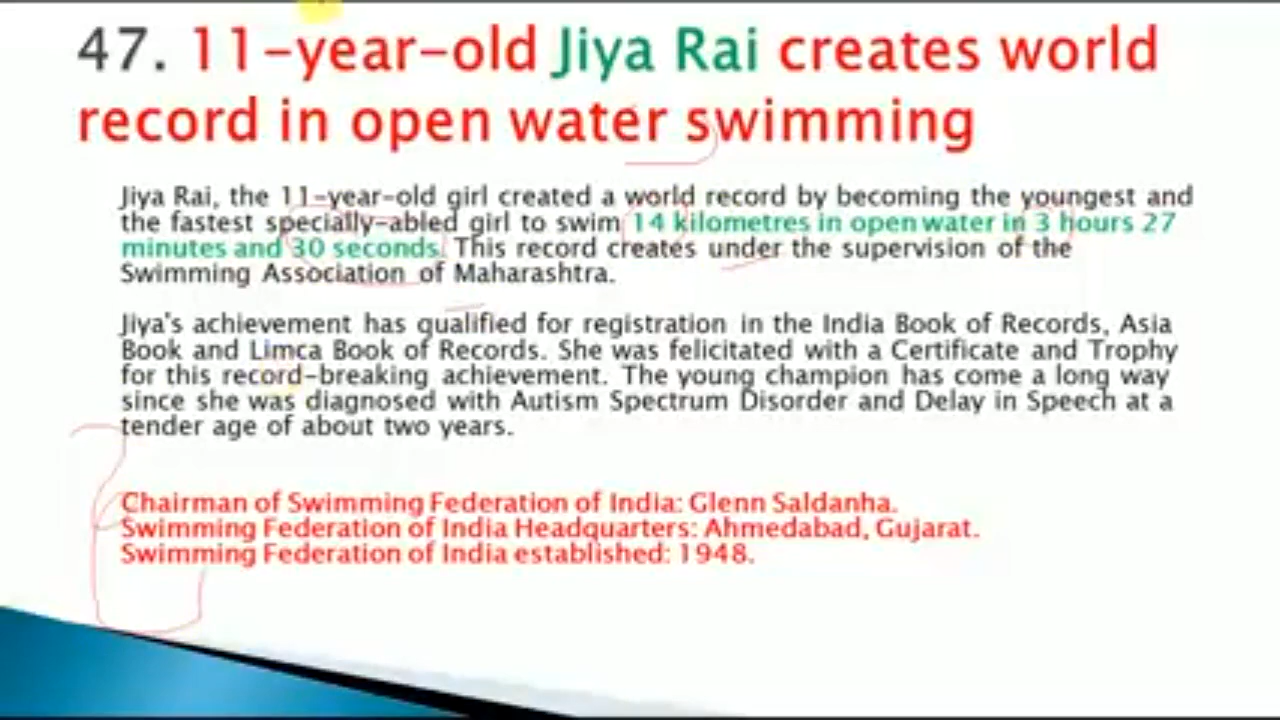 47. 11-year-old Jiya Rai creates world
record in open water swimming
Jiya Rai, the 11-year-old girl created a world record by becoming the youngest and
the fastest specially-abled girl to swim 14 kilometres in open water in 3 hours 27
minutes and 30 seconds. This record creates under the supervision of the
Swimming Association of Maharashtra.
Jiya's achievement has qualified for registration in the India Book of Records, Asia
Book and Limca Book of Records. She was felicitated with a Certificate and Trophy
for this record-breaking achievement. The young champion has come a long way
since she was diagnosed with Autism Spectrum Disorder and Delay in Speech at a
tender age of about two years.
Chairman of Swimming Federation of India: Glenn Saldanha.
Swimming Federation of India Headquarters: Ahmedabad, Gujarat.
Swimming Federation of India established: 1948.